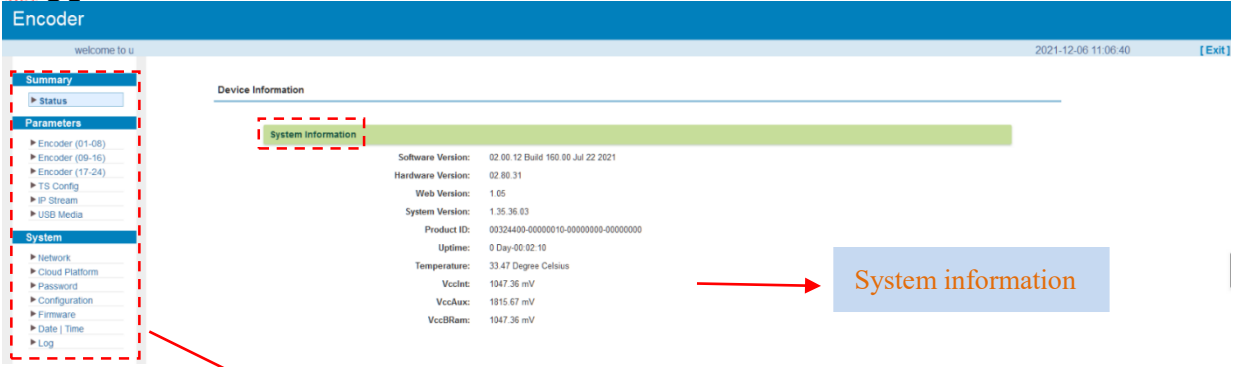 Encoder
welcome to u
2021-12-06 11:06:40
[ Exit ]
Summary
Status
Parameters
Encoder (01-08)
Encoder (09-16)
Encoder (17-24)
TS Config
IP Stream
USB Media
System
Network
Cloud Platform
Password
Configuration
Firmware
Date | Time
Log
Device Information
System Information
Software Version: 02.00.12 Build 160.00 Jul 22 2021
Hardware Version: 02.80.31
Web Version: 1.05
System Version: 1.35.36.03
Product ID: 00324400-00000010-00000000-00000000
Uptime: 0 Day-00:02:10
Temperature: 33.47 Degree Celsius
VccInt: 1047.36 mV
VccAux: 1815.67 mV
VccBRam: 1047.36 mV
System information